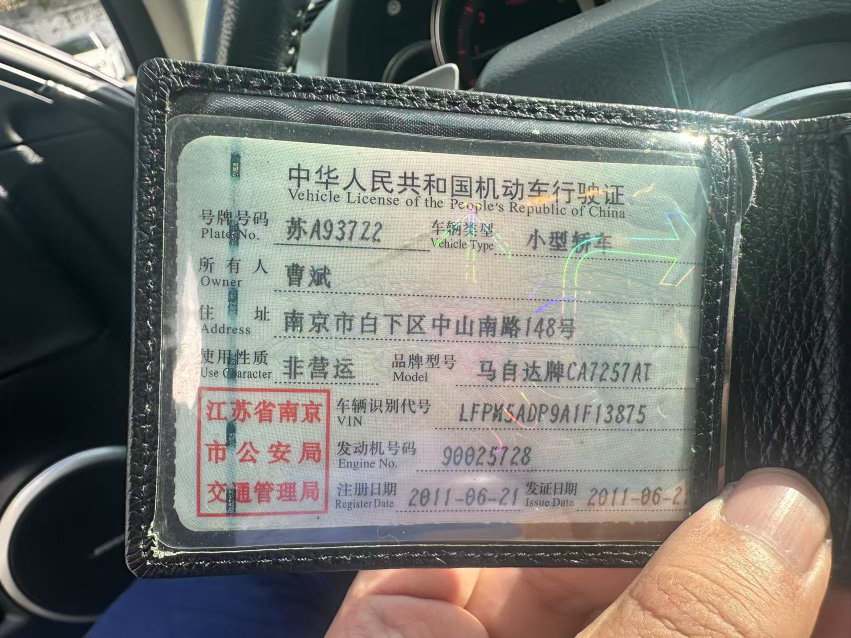 中华人民共和国机动车行驶证
Vehicle License of the People's Republic of China
号牌号码 苏A93722 车辆类型 小型轿车
Plate No. Vehicle Type
所有人 曹斌
Owner
住址 南京市白下区中山南路148号
Address
使用性质 非营运 品牌型号 马自达牌CA7257AT
Use Character Model
江苏省南京
市公安局
交通管理局
车辆识别代号 LFPM5ADP9A1F13875
VIN
发动机号码 90025728
Engine No.
注册日期 2011-06-21 发证日期 2011-06-2
Register Date Issue Date